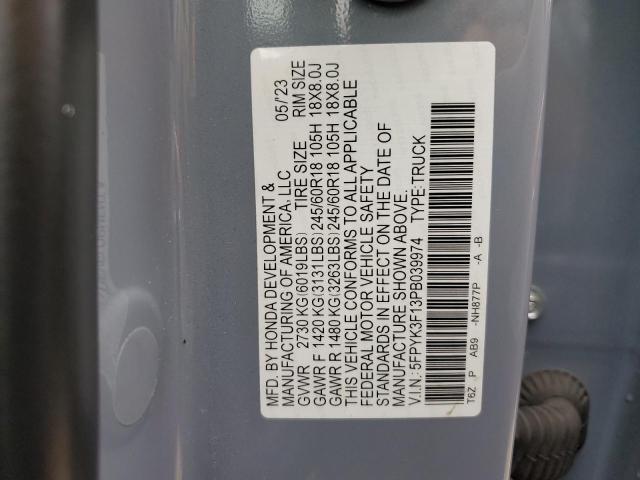 MFD. BY HONDA DEVELOPMENT &
MANUFACTURING OF AMERICA, LLC 05/'23
GVWR 2730 KG(6019LBS) TIRE SIZE RIM SIZE
GAWR F 1420 KG(3131LBS) 245/60R18 105H 18X8.0J
GAWR R 1480 KG(3263LBS) 245/60R18 105H 18X8.0J
THIS VEHICLE CONFORMS TO ALL APPLICABLE
FEDERAL MOTOR VEHICLE SAFETY
STANDARDS IN EFFECT ON THE DATE OF
MANUFACTURE SHOWN ABOVE.
V.I.N.: 5FPYK3F13PB039974 TYPE: TRUCK
T6Z P AB9 -NH877P -A -B